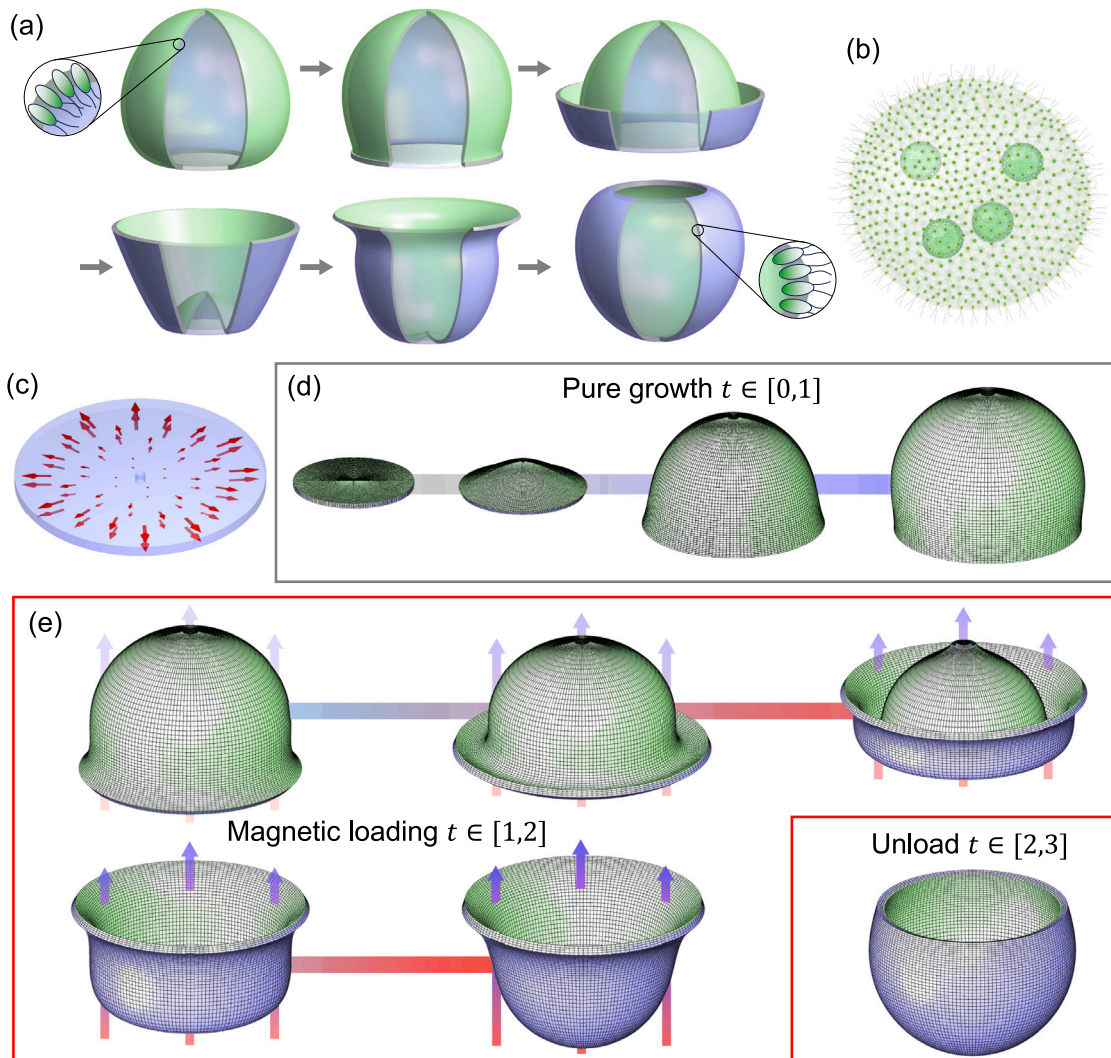 (a)
(b)
(c)
(d)
Pure growth t ∈ [0,1]
(e)
Magnetic loading t ∈ [1,2]
Unload t ∈ [2,3]